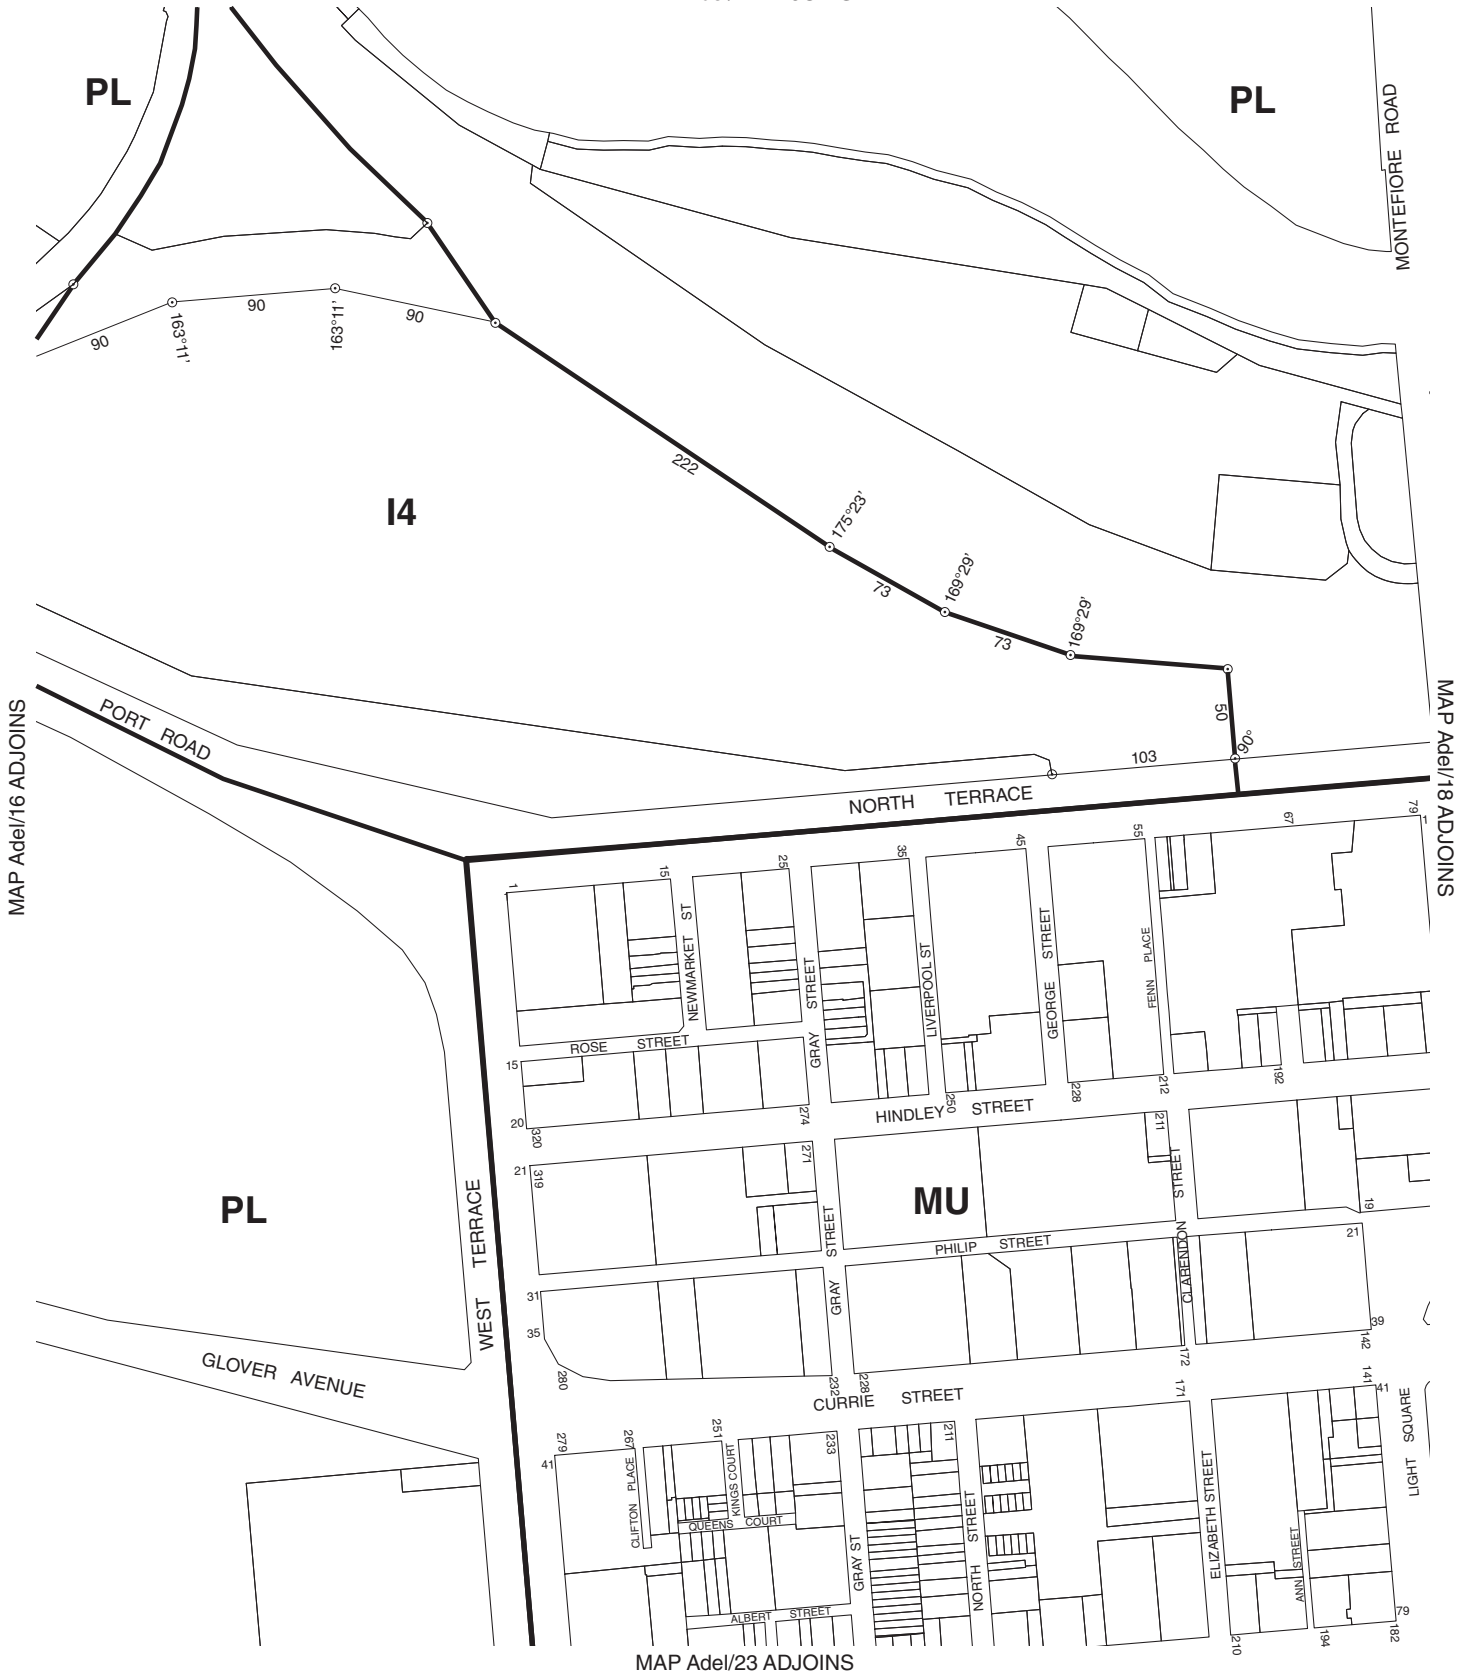 PL
PL
MONTEFIORE ROAD
90
163°11'
90
163°11'
90
222
I4
175°23'
73
169°29'
73
169°29'
50
90°
103
MAP Adel/16 ADJOINS
MAP Adel/18 ADJOINS
PORT ROAD
NORTH TERRACE
1
15
25
35
45
55
67
79
1
NEWMARKET ST
GRAY STREET
LIVERPOOL ST
GEORGE STREET
FENN PLACE
ROSE STREET
15
20
320
274
250
228
212
192
HINDLEY STREET
21
319
271
211
19
PL
MU
WEST TERRACE
GRAY STREET
PHILIP STREET
CLARENDON STREET
21
31
35
39
280
232
228
172
142
GLOVER AVENUE
CURRIE STREET
279
41
267
251
233
211
171
141
41
CLIFTON PLACE
KINGS COURT
QUEENS COURT
GRAY ST
NORTH STREET
ELIZABETH STREET
ANN STREET
LIGHT SQUARE
ALBERT STREET
210
194
182
79
MAP Adel/23 ADJOINS